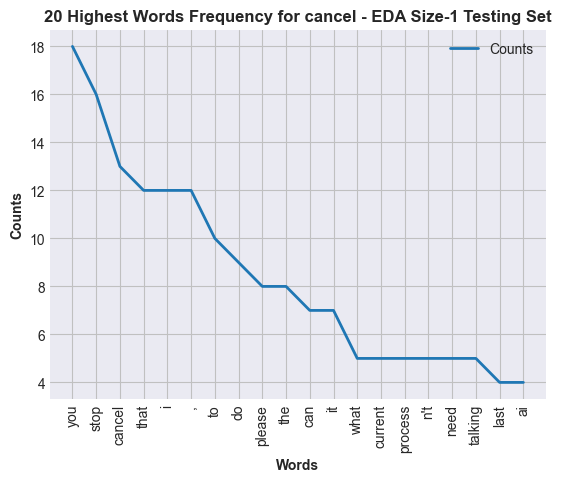 20 Highest Words Frequency for cancel - EDA Size-1 Testing Set
Counts
18
16
14
12
10
8
6
4
Counts
you
stop
cancel
that
i
,
to
do
please
the
can
it
what
current
process
n't
need
talking
last
ai
Words